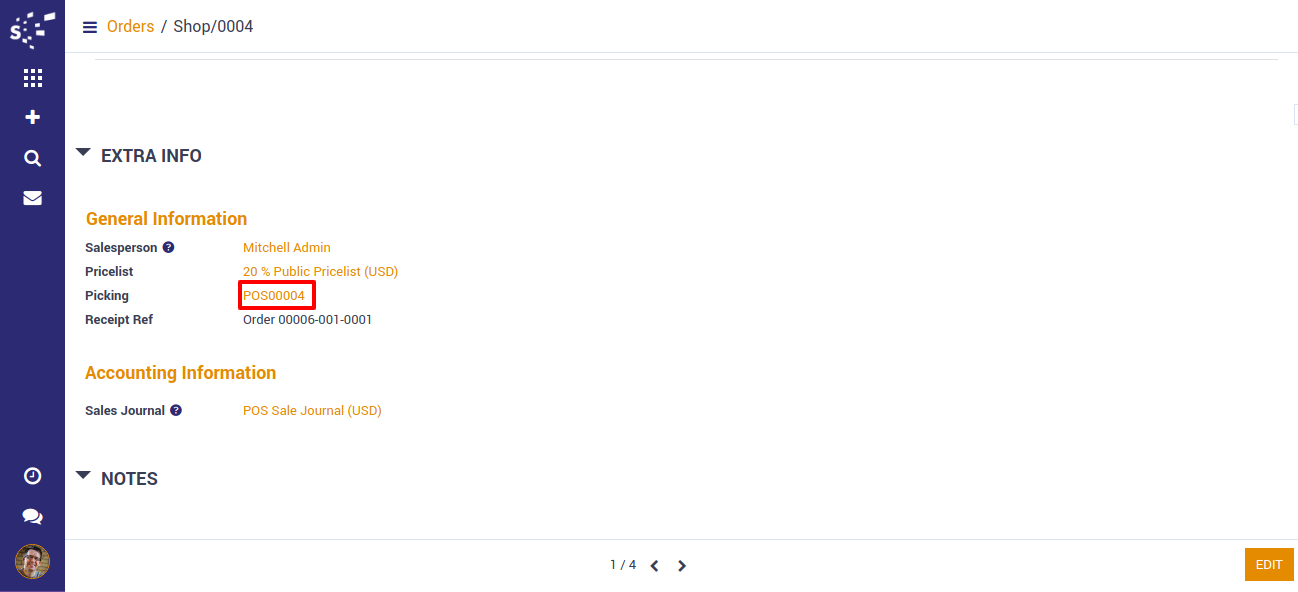 Orders / Shop/0004
EXTRA INFO
General Information
Salesperson ? Mitchell Admin
Pricelist 20 % Public Pricelist (USD)
Picking POS00004
Receipt Ref Order 00006-001-0001
Accounting Information
Sales Journal ? POS Sale Journal (USD)
NOTES
1 / 4
EDIT